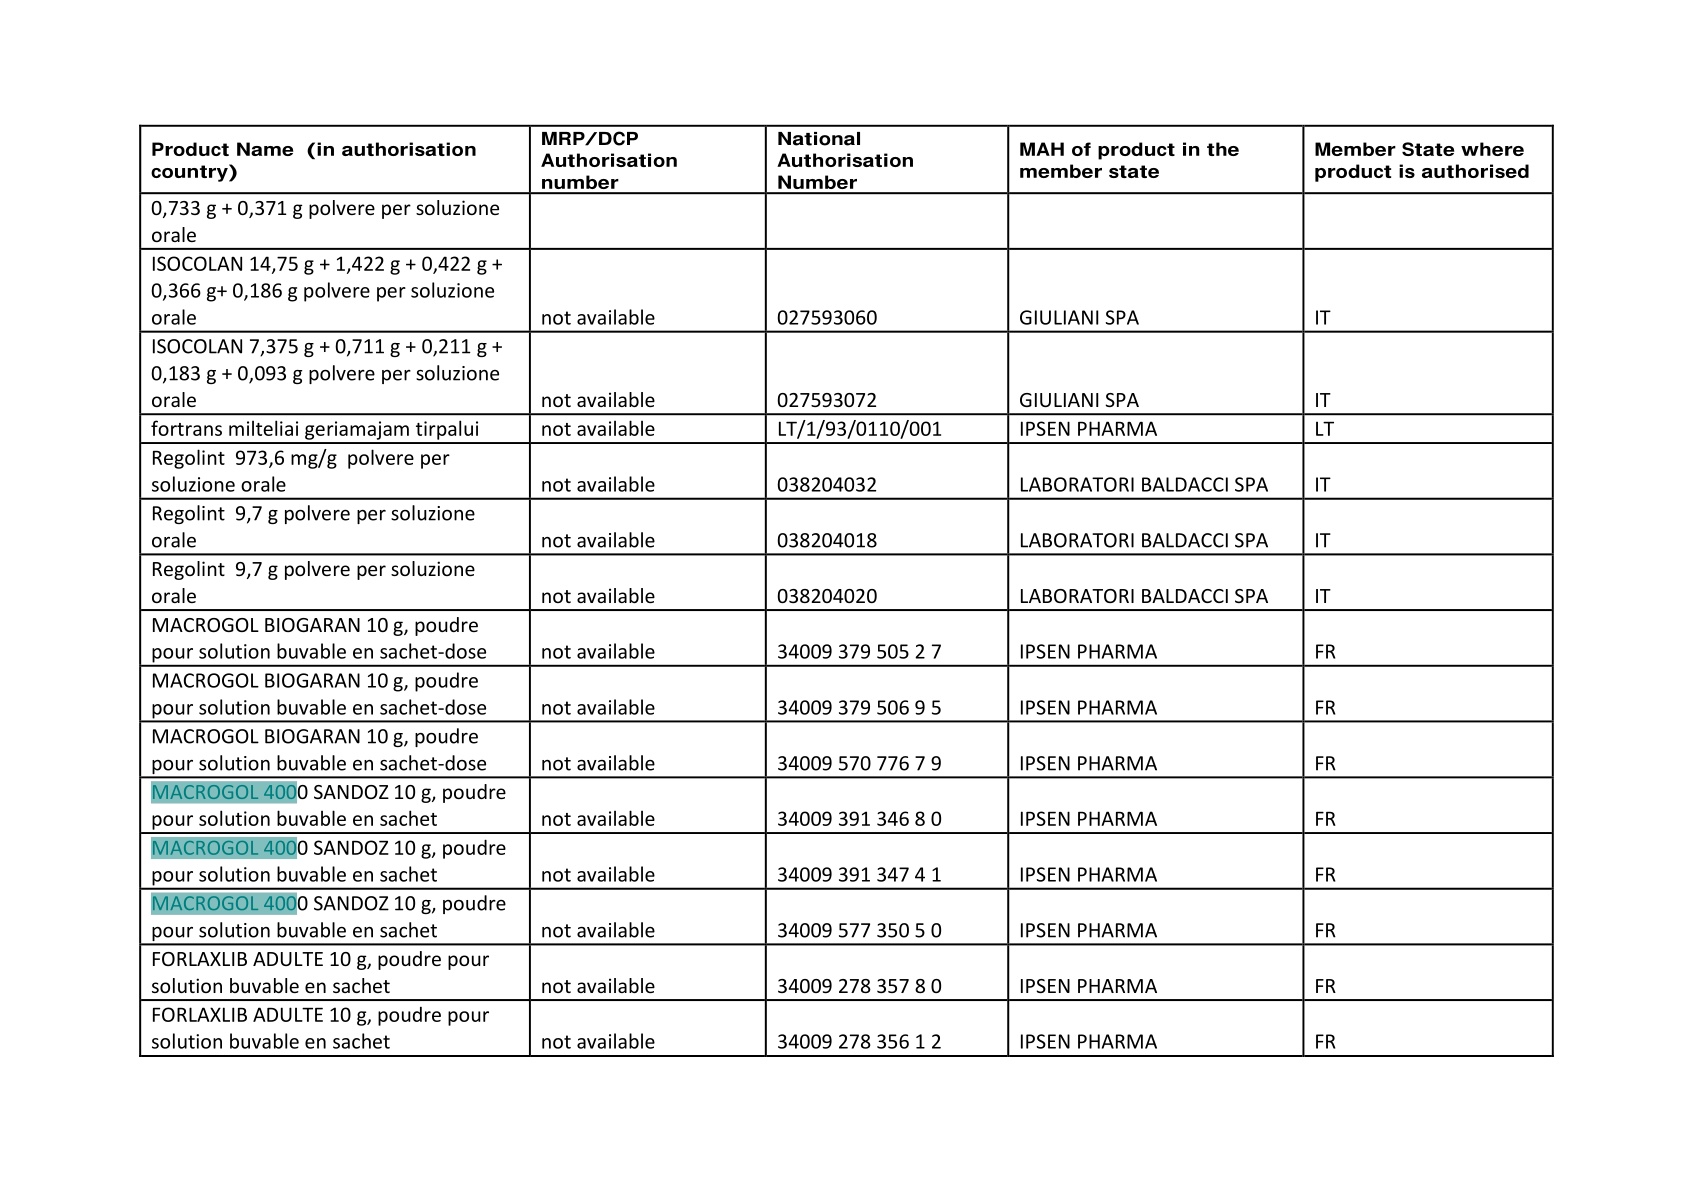 Product Name  (in authorisation country)
MRP/DCP Authorisation number
National Authorisation Number
MAH of product in the member state
Member State where product is authorised
0,733 g + 0,371 g polvere per soluzione
orale
ISOCOLAN 14,75 g + 1,422 g + 0,422 g +
0,366 g+ 0,186 g polvere per soluzione
orale not available 027593060 GIULIANI SPA IT
ISOCOLAN 7,375 g + 0,711 g + 0,211 g +
0,183 g + 0,093 g polvere per soluzione
orale not available 027593072 GIULIANI SPA IT
fortrans milteliai geriamajam tirpalui not available LT/1/93/0110/001 IPSEN PHARMA LT
Regolint  973,6 mg/g  polvere per
soluzione orale not available 038204032 LABORATORI BALDACCI SPA IT
Regolint  9,7 g polvere per soluzione
orale not available 038204018 LABORATORI BALDACCI SPA IT
Regolint  9,7 g polvere per soluzione
orale not available 038204020 LABORATORI BALDACCI SPA IT
MACROGOL BIOGARAN 10 g, poudre
pour solution buvable en sachet-dose not available 34009 379 505 2 7 IPSEN PHARMA FR
MACROGOL BIOGARAN 10 g, poudre
pour solution buvable en sachet-dose not available 34009 379 506 9 5 IPSEN PHARMA FR
MACROGOL BIOGARAN 10 g, poudre
pour solution buvable en sachet-dose not available 34009 570 776 7 9 IPSEN PHARMA FR
MACROGOL 4000 SANDOZ 10 g, poudre
pour solution buvable en sachet not available 34009 391 346 8 0 IPSEN PHARMA FR
MACROGOL 4000 SANDOZ 10 g, poudre
pour solution buvable en sachet not available 34009 391 347 4 1 IPSEN PHARMA FR
MACROGOL 4000 SANDOZ 10 g, poudre
pour solution buvable en sachet not available 34009 577 350 5 0 IPSEN PHARMA FR
FORLAXLIB ADULTE 10 g, poudre pour
solution buvable en sachet not available 34009 278 357 8 0 IPSEN PHARMA FR
FORLAXLIB ADULTE 10 g, poudre pour
solution buvable en sachet not available 34009 278 356 1 2 IPSEN PHARMA FR